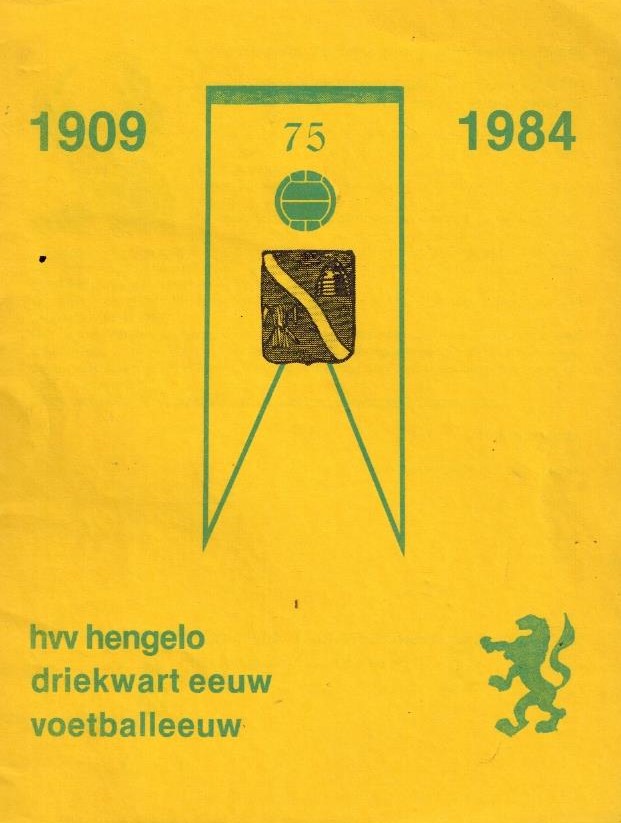 1909
75
1984
hvv hengelo
driekwart eeuw
voetballeeuw